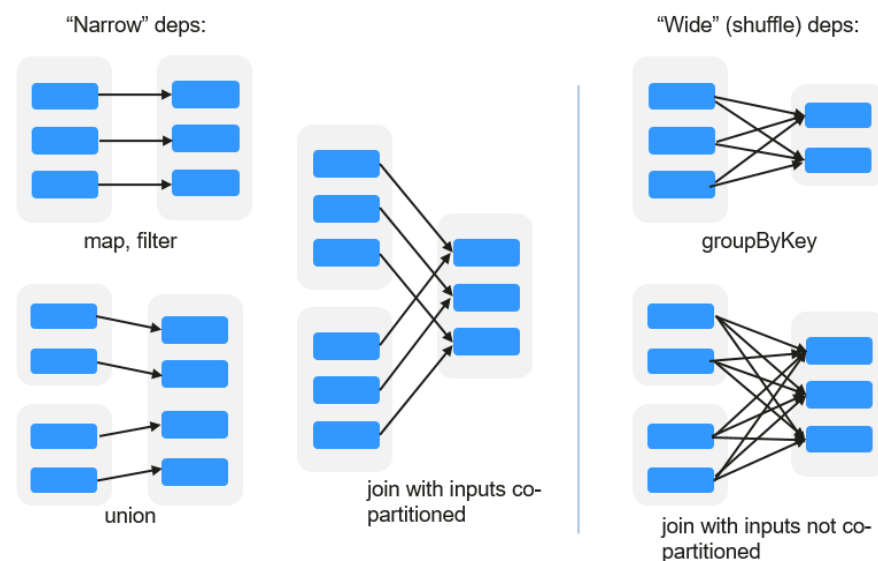 “Narrow” deps:
“Wide” (shuffle) deps:
map, filter
groupByKey
union
join with inputs co-
partitioned
join with inputs not co-
partitioned